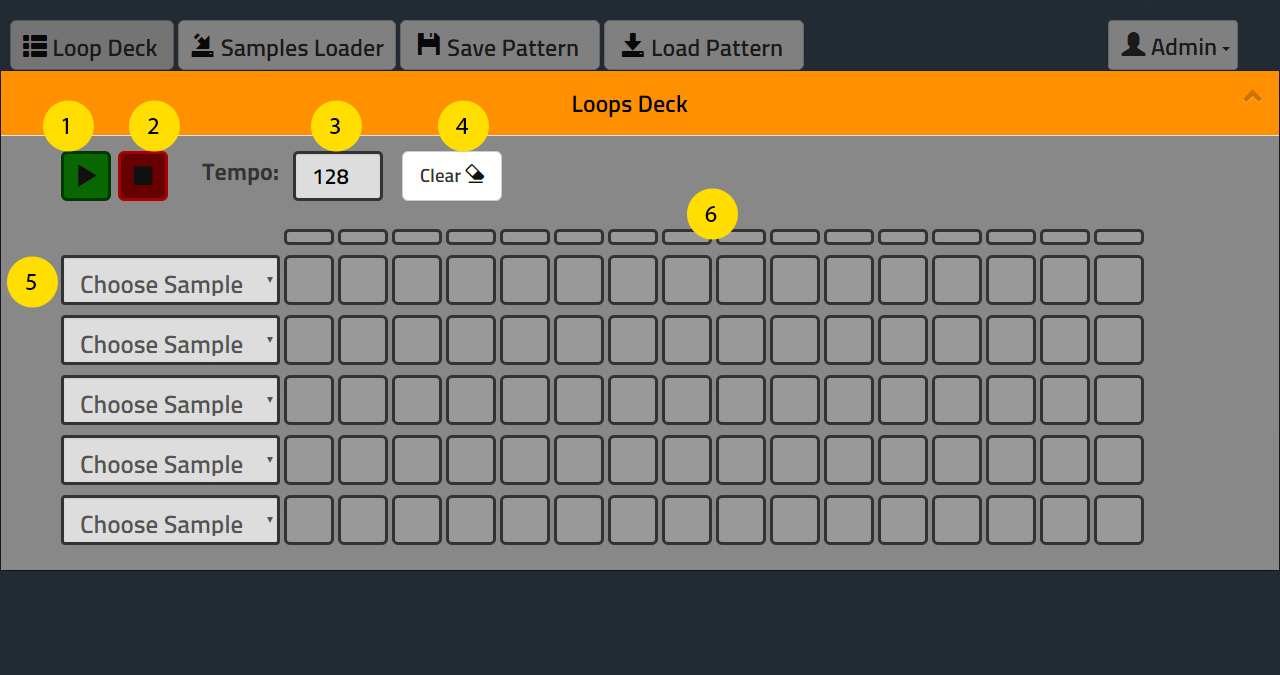 Loop Deck Samples Loader Save Pattern Load Pattern Admin
Loops Deck
1 2 3 4
Tempo: 128 Clear
6
5 Choose Sample
Choose Sample
Choose Sample
Choose Sample
Choose Sample